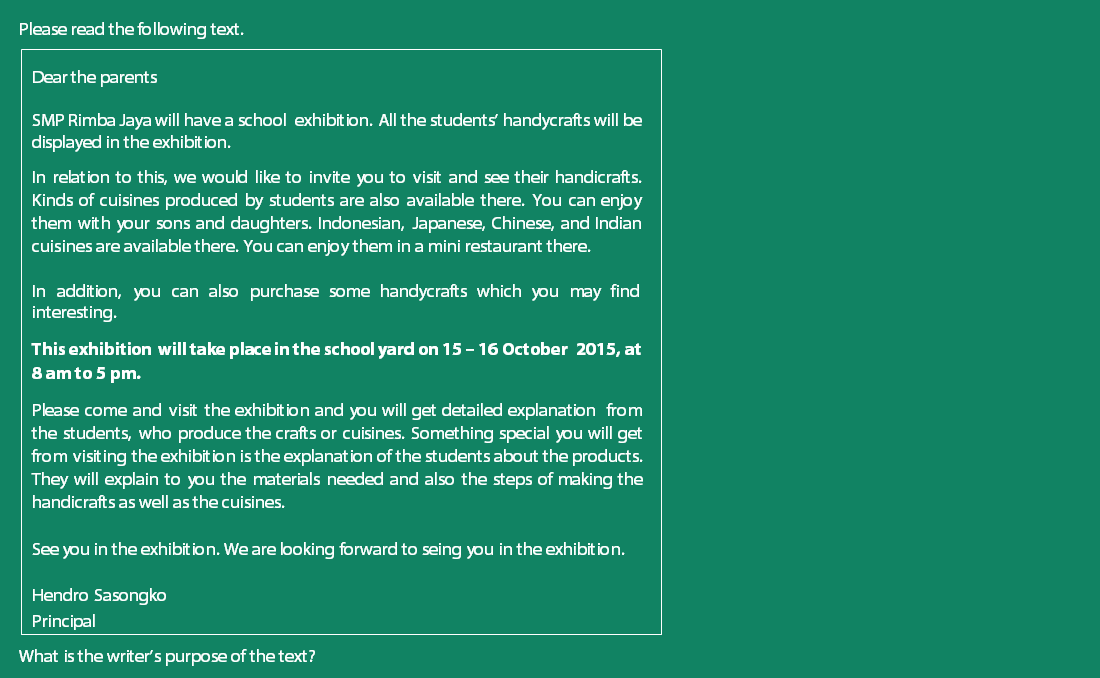 Please read the following text.
Dear the parents
SMP Rimba Jaya will have a school exhibition. All the students' handycrafts will be
displayed in the exhibition.
In relation to this, we would like to invite you to visit and see their handicrafts.
Kinds of cuisines produced by students are also available there. You can enjoy
them with your sons and daughters. Indonesian, Japanese, Chinese, and Indian
cuisines are available there. You can enjoy them in a mini restaurant there.
In addition, you can also purchase some handycrafts which you may find
interesting.
This exhibition will take place in the school yard on 15 – 16 October 2015, at
8 am to 5 pm.
Please come and visit the exhibition and you will get detailed explanation from
the students, who produce the crafts or cuisines. Something special you will get
from visiting the exhibition is the explanation of the students about the products.
They will explain to you the materials needed and also the steps of making the
handicrafts as well as the cuisines.
See you in the exhibition. We are looking forward to seing you in the exhibition.
Hendro Sasongko
Principal
What is the writer's purpose of the text?